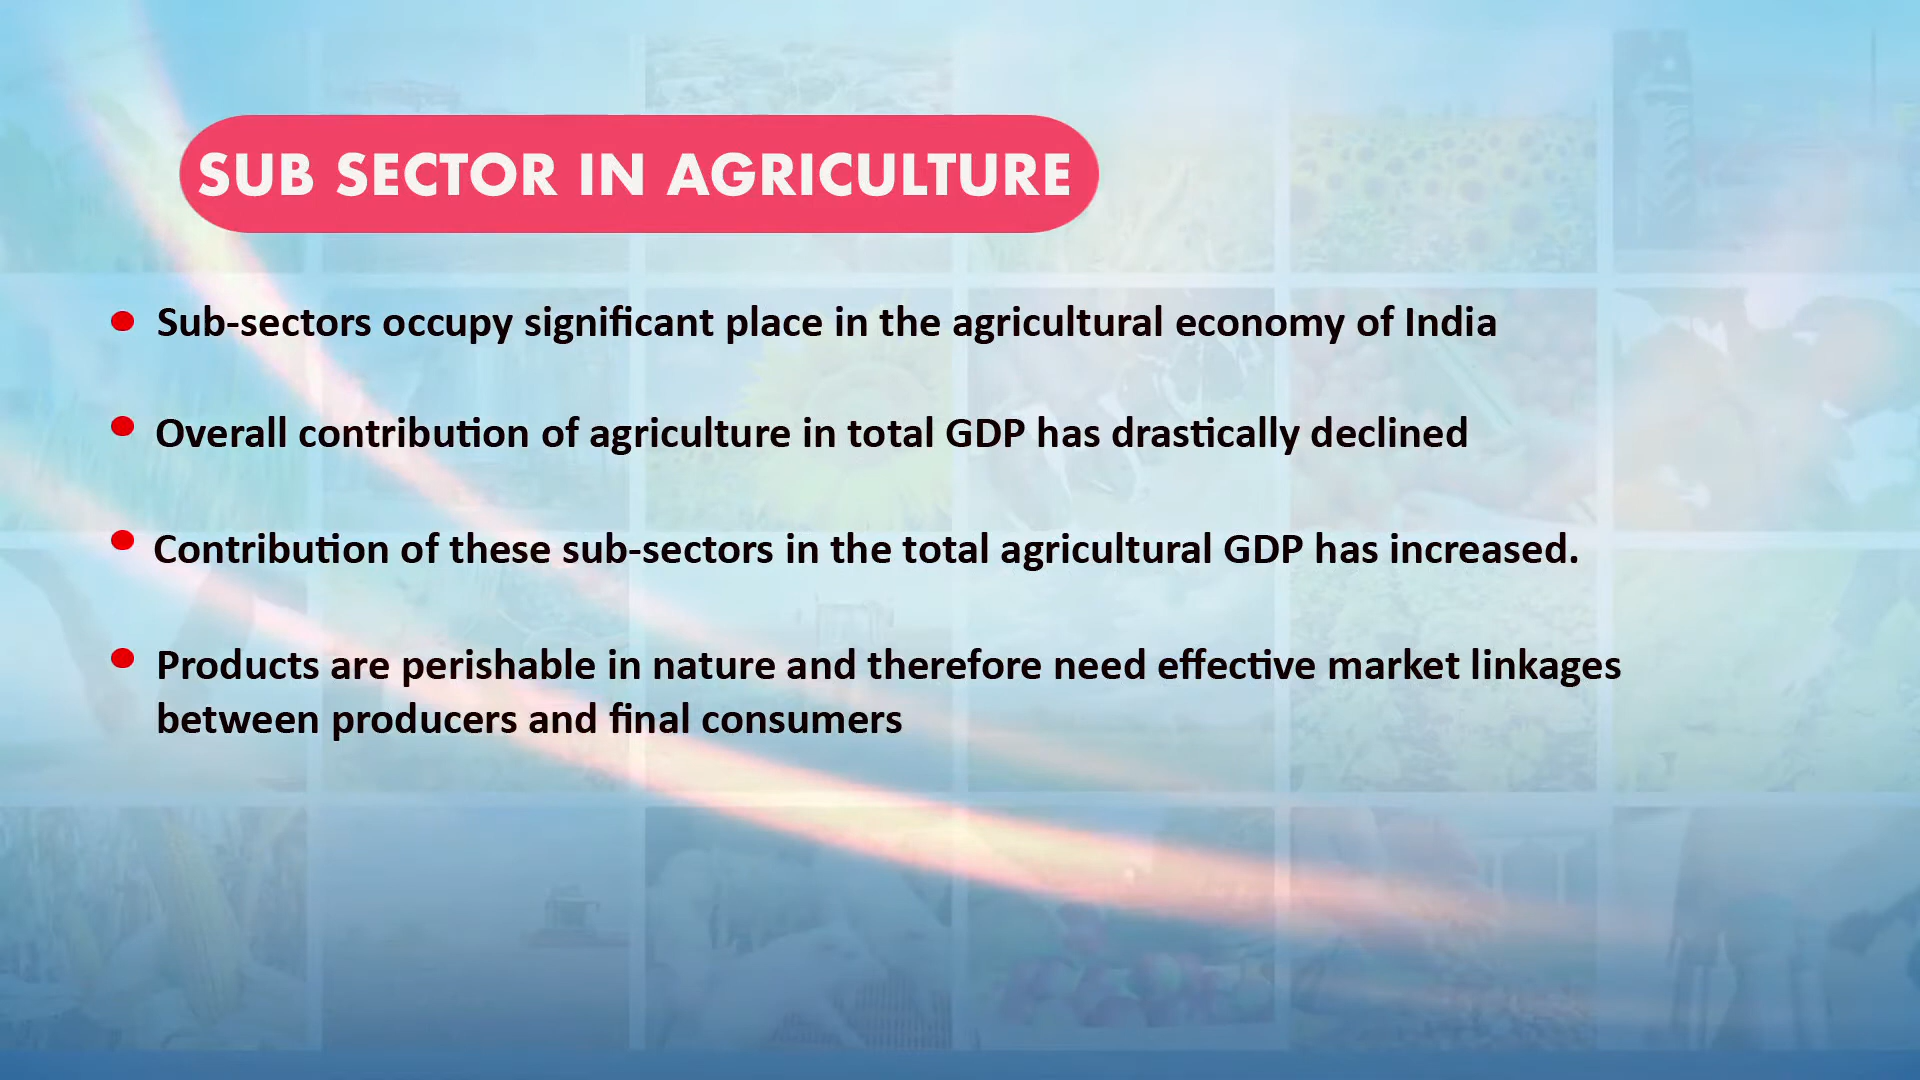 SUB SECTOR IN AGRICULTURE
Sub-sectors occupy significant place in the agricultural economy of India
Overall contribution of agriculture in total GDP has drastically declined
Contribution of these sub-sectors in the total agricultural GDP has increased.
Products are perishable in nature and therefore need effective market linkages
between producers and final consumers